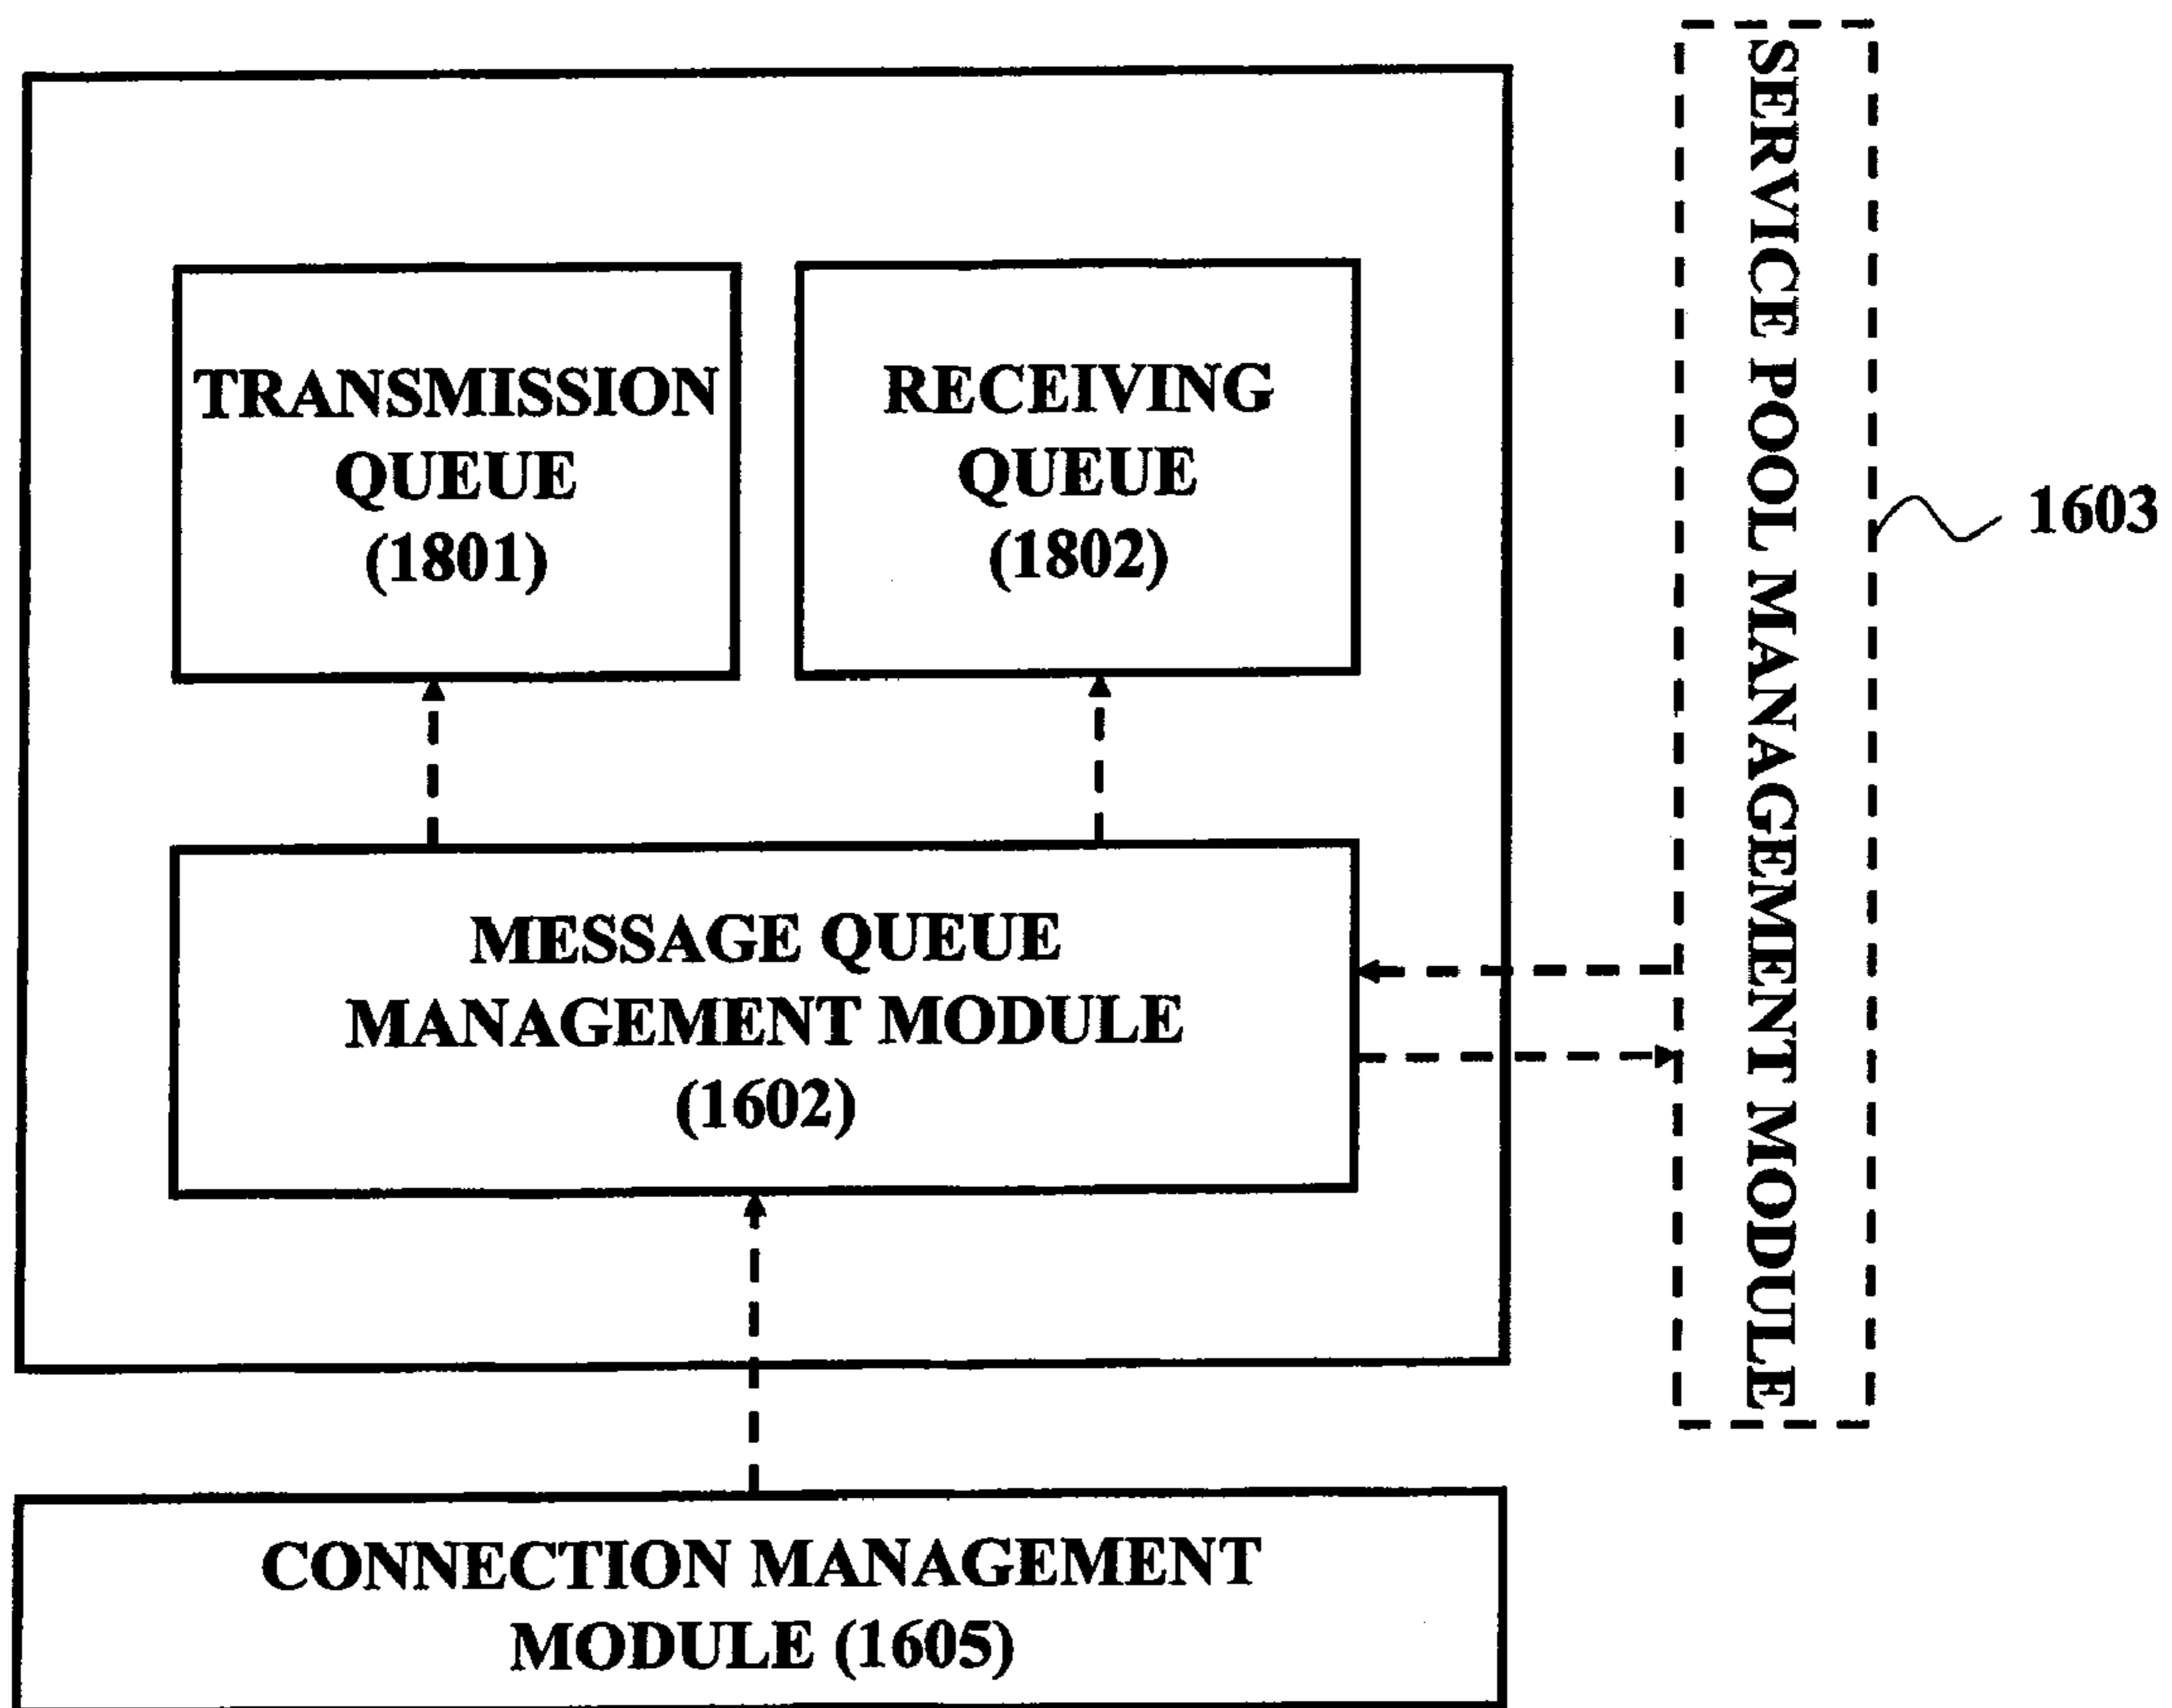 TRANSMISSION
QUEUE
(1801)
RECEIVING
QUEUE
(1802)
MESSAGE QUEUE
MANAGEMENT MODULE
(1602)
SERVICE POOL MANAGEMENT MODULE
1603
CONNECTION MANAGEMENT
MODULE (1605)